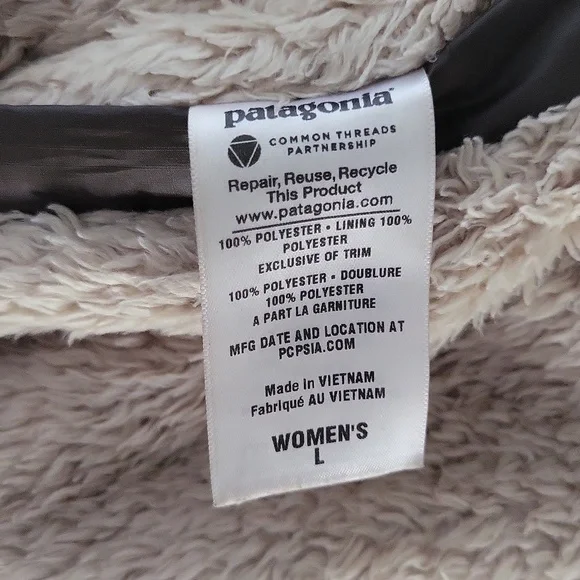 patagonia
COMMON THREADS
PARTNERSHIP
Repair, Reuse, Recycle
This Product
www.patagonia.com
100% POLYESTER • LINING 100%
POLYESTER
EXCLUSIVE OF TRIM
100% POLYESTER • DOUBLURE
100% POLYESTER
A PART LA GARNITURE
MFG DATE AND LOCATION AT
PCPSIA.COM
Made in VIETNAM
Fabriqué AU VIETNAM
WOMEN'S
L